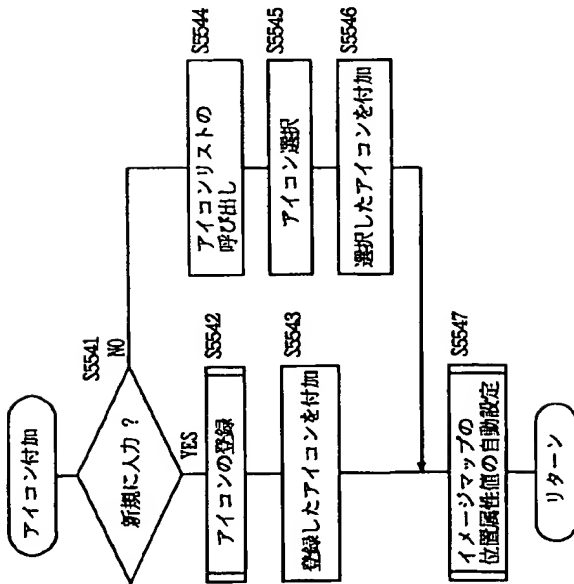 アイコン付加
S5541
新規に入力 ?
NO
YES
S5542
アイコンの登録
S5543
登録したアイコンを付加
S5544
アイコンリストの
呼び出し
S5545
アイコン選択
S5546
選択したアイコンを付加
S5547
イメージマップの
位置属性値の自動設定
リターン